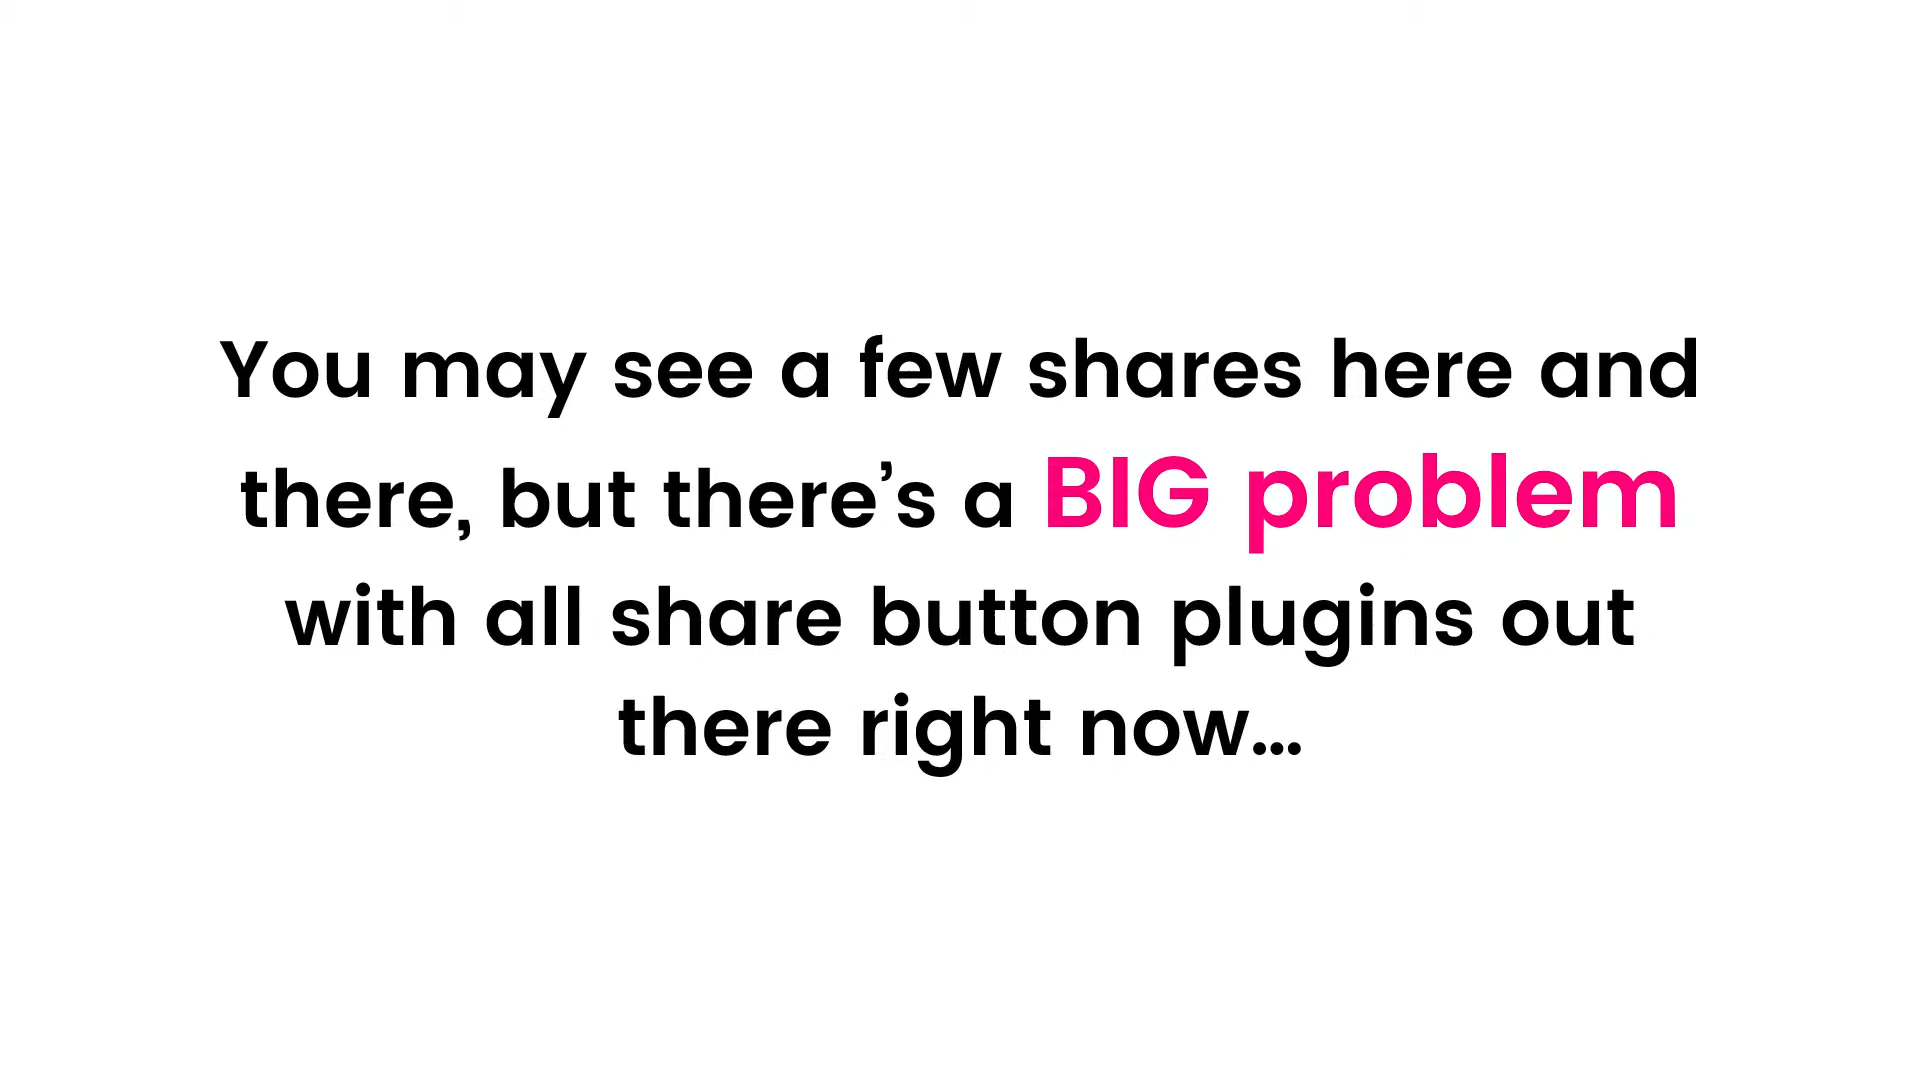 You may see a few shares here and
there, but there’s a BIG problem
with all share button plugins out
there right now...